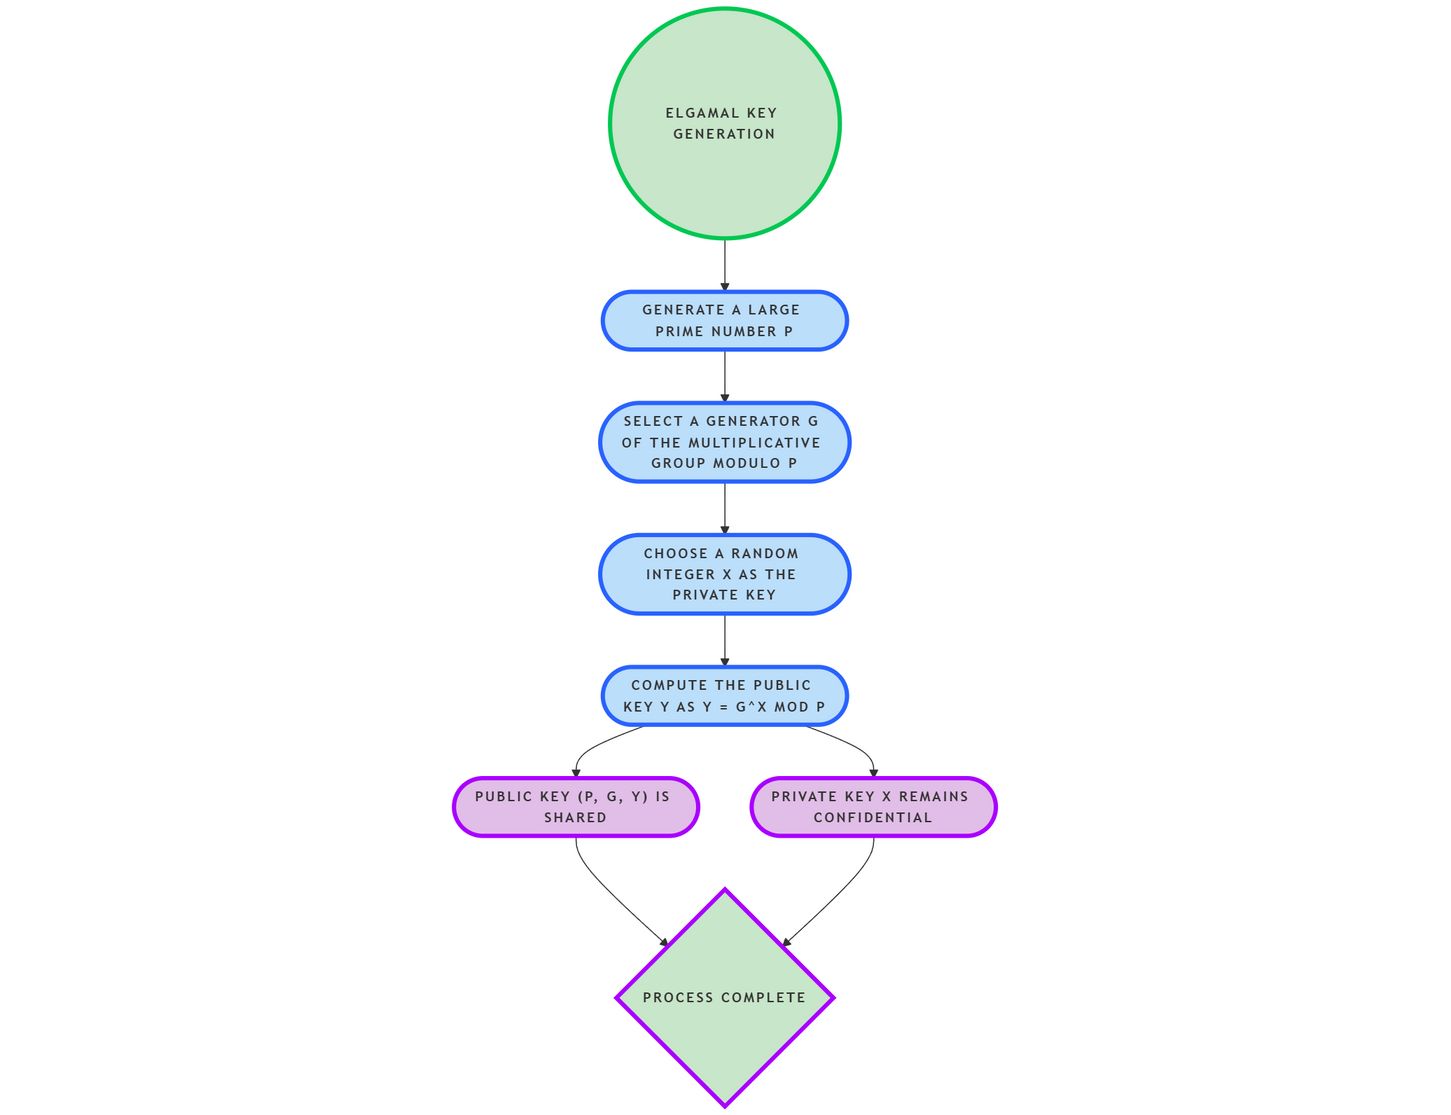 ELGAMAL KEY
GENERATION
GENERATE A LARGE
PRIME NUMBER P
SELECT A GENERATOR G
OF THE MULTIPLICATIVE
GROUP MODULO P
CHOOSE A RANDOM
INTEGER X AS THE
PRIVATE KEY
COMPUTE THE PUBLIC
KEY Y AS Y = G^X MOD P
PUBLIC KEY (P, G, Y) IS
SHARED
PRIVATE KEY X REMAINS
CONFIDENTIAL
PROCESS COMPLETE